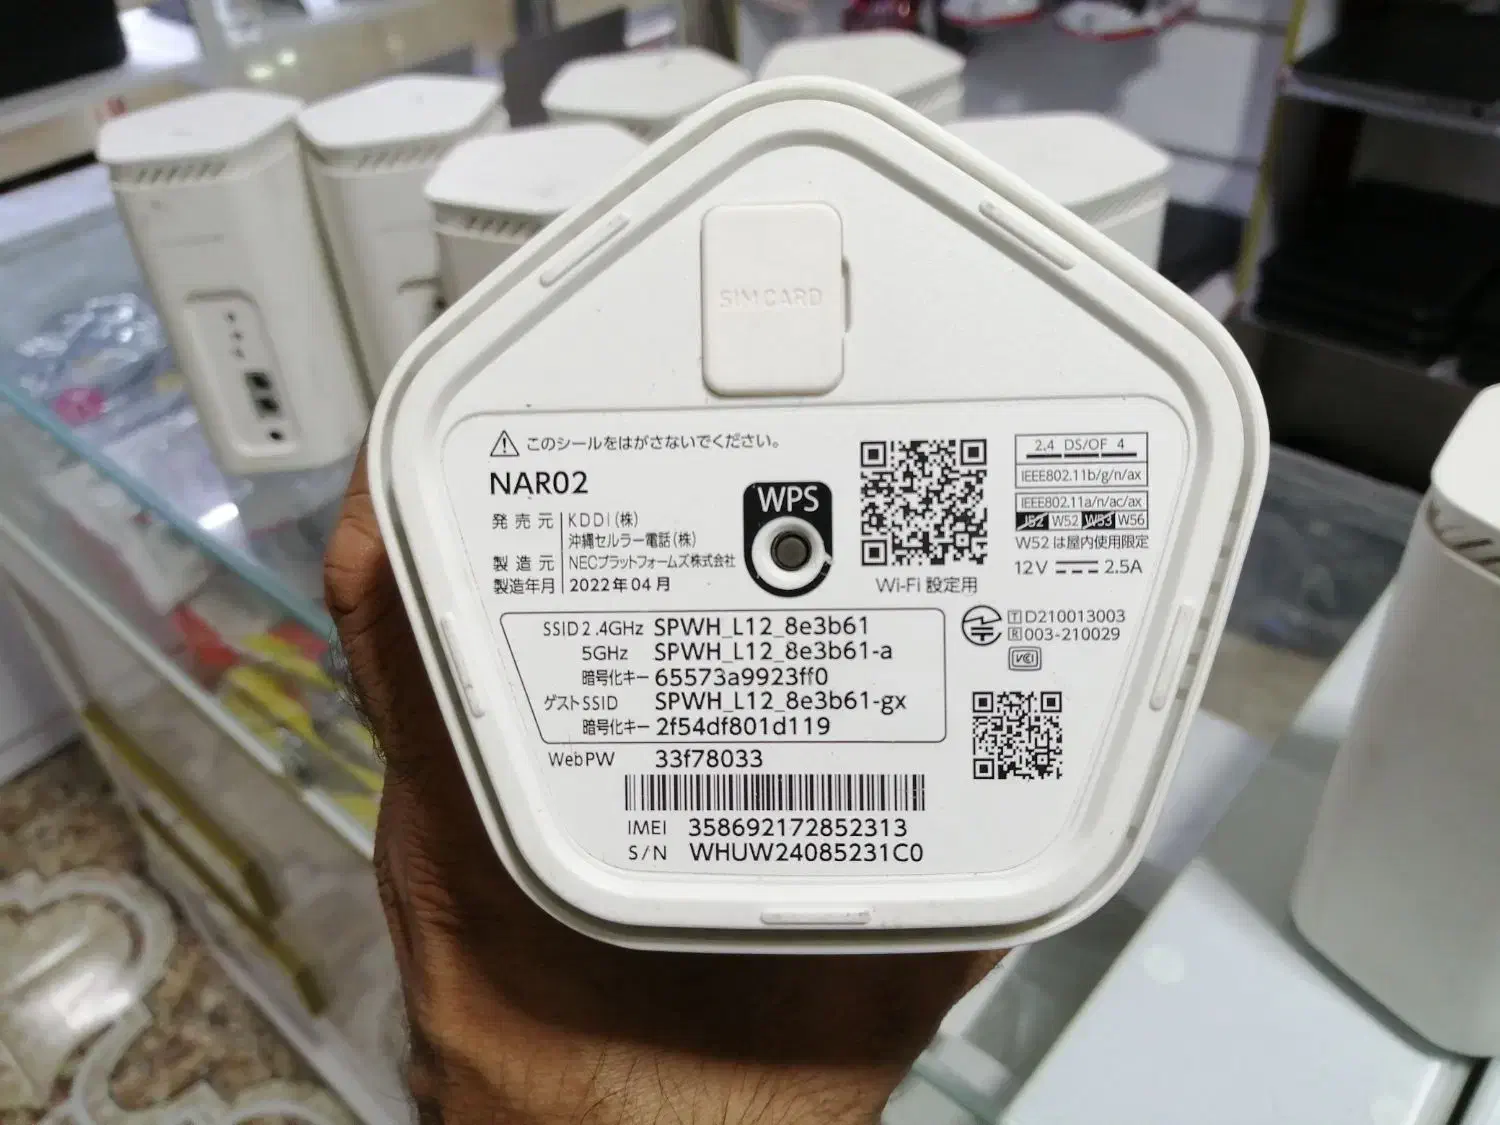 SIM CARD
このシールをはがさないでください。
NAR02
発売元 KDDI(株)
沖縄セルラー電話(株)
製造元 NECプラットフォームズ株式会社
製造年月 2022年04月
WPS
Wi-Fi 設定用
2.4 DS/OF 4
IEEE802.11b/g/n/ax
IEEE802.11a/n/ac/ax
J52 W52 W53 W56
W52は屋内使用限定
12V 2.5A
T D210013003
R 003-210029
VCI
SSID 2.4GHz SPWH_L12_8e3b61
5GHz SPWH_L12_8e3b61-a
暗号化キー 65573a9923ff0
ゲストSSID SPWH_L12_8e3b61-gx
暗号化キー 2f54df801d119
WebPW 33f78033
IMEI 358692172852313
S/N WHUW24085231C0